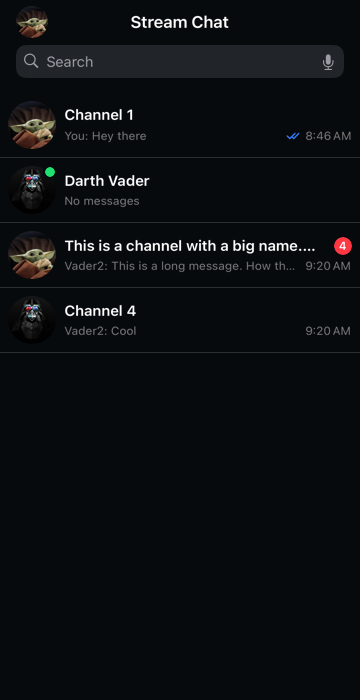 Stream Chat
Search
Channel 1
You: Hey there 8:46 AM
Darth Vader
No messages
This is a channel with a big name.... 4
Vader2: This is a long message. How th... 9:20 AM
Channel 4
Vader2: Cool 9:20 AM